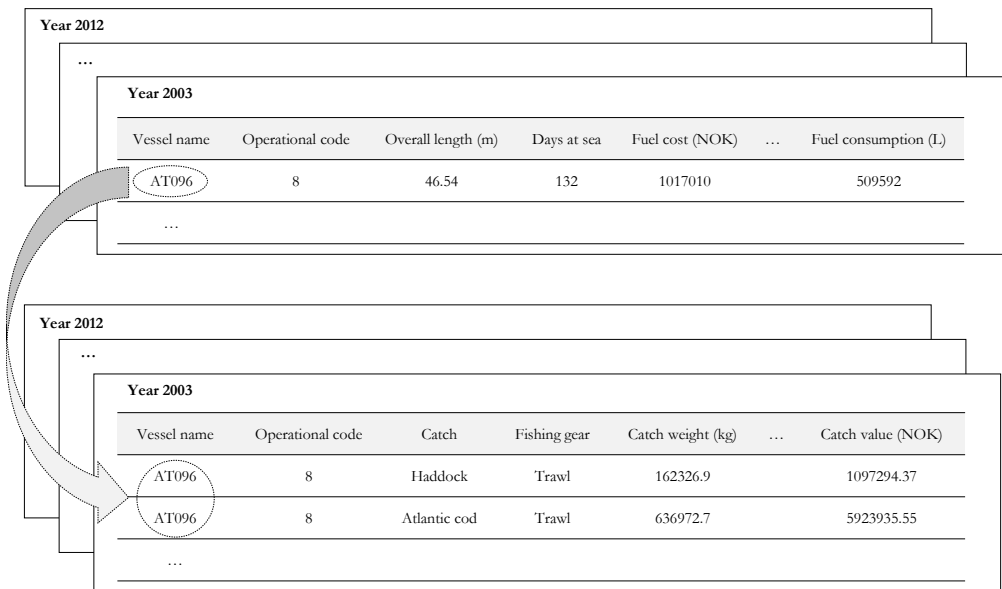 Year 2012
…
Year 2003
Vessel name Operational code Overall length (m) Days at sea Fuel cost (NOK) … Fuel consumption (L)
AT096 8 46.54 132 1017010 509592
…
Year 2012
…
Year 2003
Vessel name Operational code Catch Fishing gear Catch weight (kg) … Catch value (NOK)
AT096 8 Haddock Trawl 162326.9 1097294.37
AT096 8 Atlantic cod Trawl 636972.7 5923935.55
…